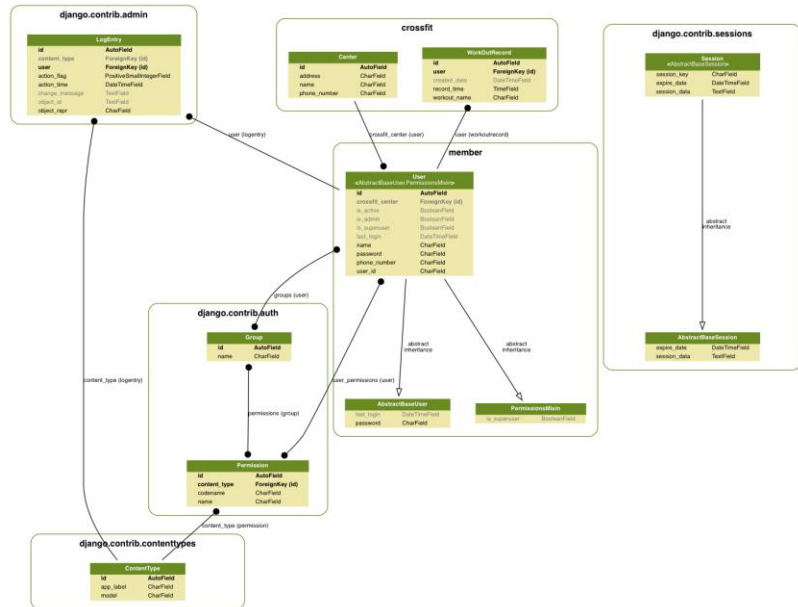 django.contrib.admin
LogEntry
id AutoField
content_type ForeignKey (id)
user ForeignKey (id)
action_flag PositiveSmallIntegerField
action_time DateTimeField
change_message TextField
object_id TextField
object_repr CharField
crossfit
Center
id AutoField
address CharField
name CharField
phone_number CharField
WorkOutRecord
id AutoField
user ForeignKey (id)
created_date DateTimeField
record_time TimeField
workout_name CharField
django.contrib.sessions
Session
<AbstractBaseSession>
session_key CharField
expire_date DateTimeField
session_data TextField
user (logentry)
crossfit_center (user)
user (workoutrecord)
member
User
<AbstractBaseUser,PermissionsMixin>
id AutoField
crossfit_center ForeignKey (id)
is_active BooleanField
is_admin BooleanField
is_superuser BooleanField
last_login DateTimeField
name CharField
password CharField
phone_number CharField
user_id CharField
abstract
inheritance
groups (user)
django.contrib.auth
Group
id AutoField
name CharField
abstract
inheritance
abstract
inheritance
AbstractBaseSession
expire_date DateTimeField
session_data TextField
content_type (logentry)
user_permissions (user)
permissions (group)
AbstractBaseUser
last_login DateTimeField
password CharField
PermissionsMixin
is_superuser BooleanField
Permission
id AutoField
content_type ForeignKey (id)
codename CharField
name CharField
content_type (permission)
django.contrib.contenttypes
ContentType
id AutoField
app_label CharField
model CharField